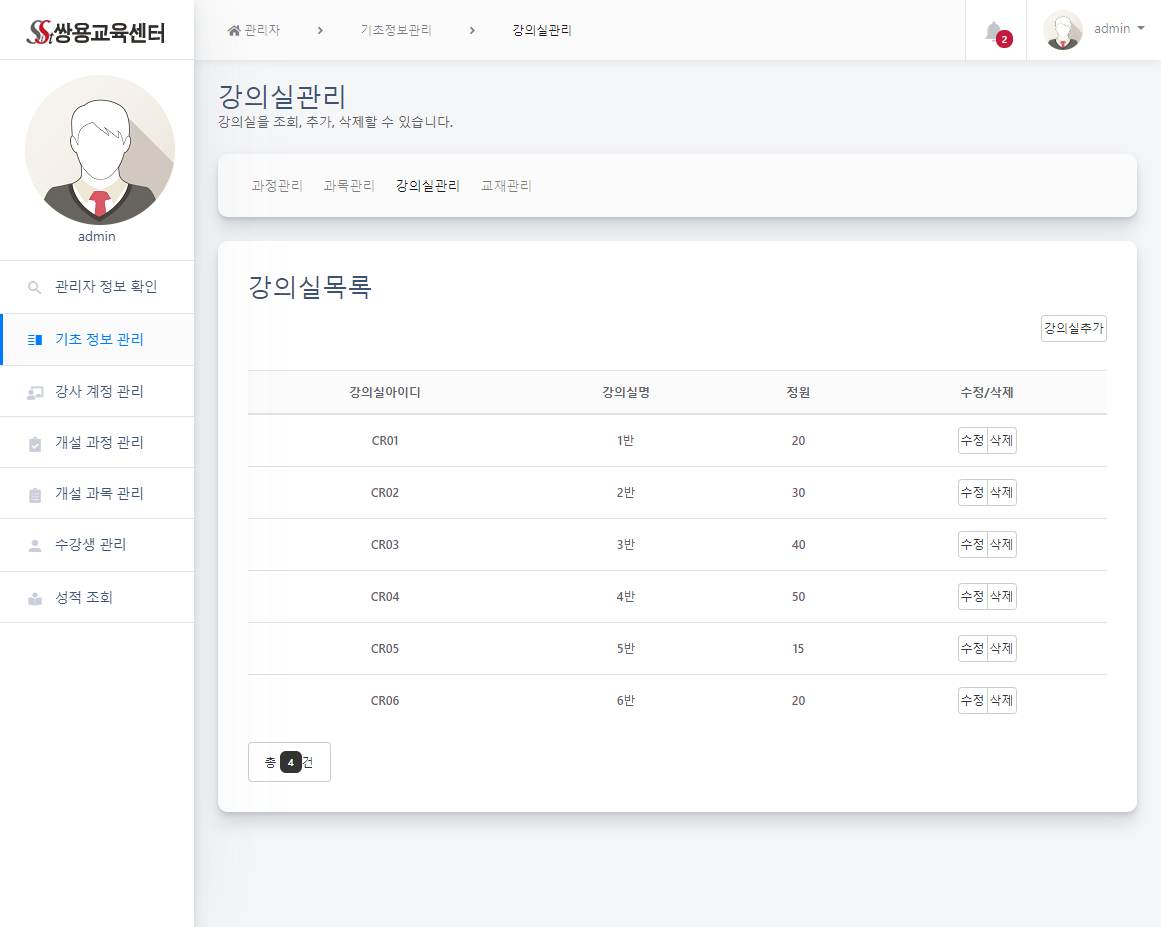 SSt쌍용교육센터
관리자 > 기초정보관리 > 강의실관리
2
admin
admin
관리자 정보 확인
기초 정보 관리
강사 계정 관리
개설 과정 관리
개설 과목 관리
수강생 관리
성적 조회
강의실관리
강의실을 조회, 추가, 삭제할 수 있습니다.
과정관리 과목관리 강의실관리 교재관리
강의실목록
강의실추가
강의실아이디 강의실명 정원 수정/삭제
CR01 1반 20 수정 삭제
CR02 2반 30 수정 삭제
CR03 3반 40 수정 삭제
CR04 4반 50 수정 삭제
CR05 5반 15 수정 삭제
CR06 6반 20 수정 삭제
총 4 건